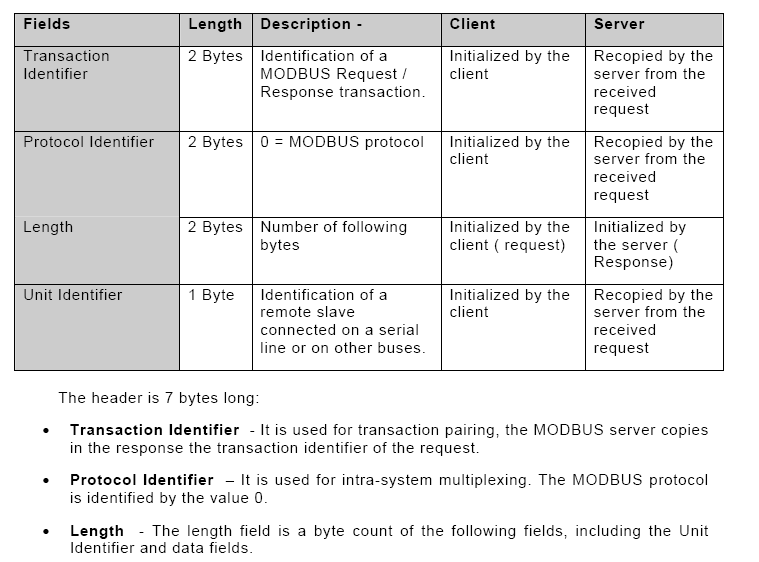 Fields Length Description - Client Server
Transaction Identifier 2 Bytes Identification of a MODBUS Request / Response transaction. Initialized by the client Recopied by the server from the received request
Protocol Identifier 2 Bytes 0 = MODBUS protocol Initialized by the client Recopied by the server from the received request
Length 2 Bytes Number of following bytes Initialized by the client ( request) Initialized by the server ( Response)
Unit Identifier 1 Byte Identification of a remote slave connected on a serial line or on other buses. Initialized by the client Recopied by the server from the received request
The header is 7 bytes long:
• Transaction Identifier - It is used for transaction pairing, the MODBUS server copies
in the response the transaction identifier of the request.
• Protocol Identifier – It is used for intra-system multiplexing. The MODBUS protocol
is identified by the value 0.
• Length - The length field is a byte count of the following fields, including the Unit
Identifier and data fields.